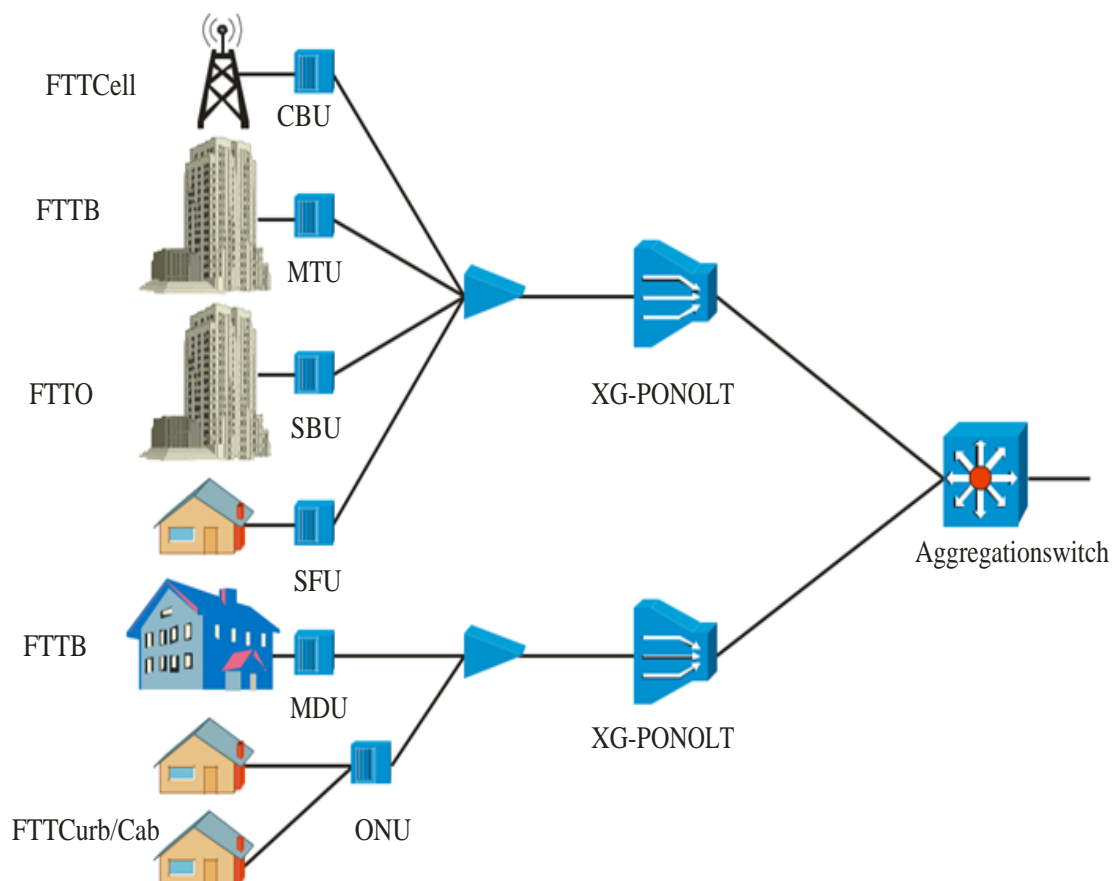 FTTCell
CBU
FTTB
MTU
XG-PONOLT
FTTO
SBU
Aggregationswitch
SFU
FTTB
MDU
XG-PONOLT
FTTCurb/Cab
ONU